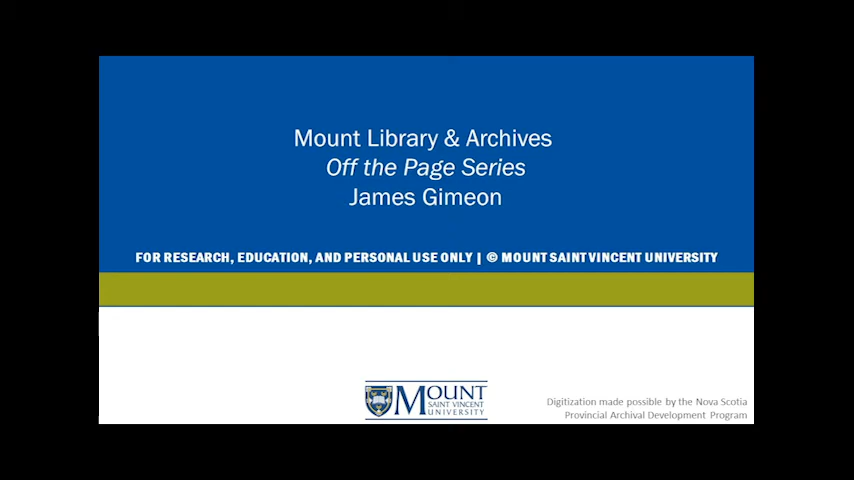 Mount Library & Archives
Off the Page Series
James Gimeon
FOR RESEARCH, EDUCATION, AND PERSONAL USE ONLY | © MOUNT SAINT VINCENT UNIVERSITY
MOUNT
SAINT VINCENT
UNIVERSITY
Digitization made possible by the Nova Scotia
Provincial Archival Development Program